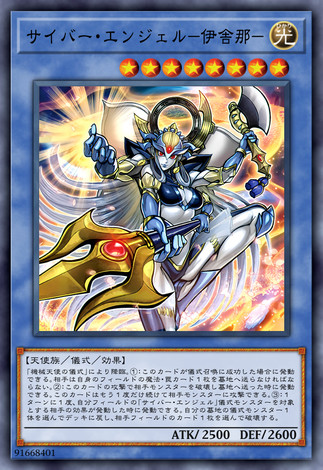 サイバー・エンジェル－伊舎那－
光
【天使族／儀式／効果】
「機械天使の儀式」により降臨。①：このカードが儀式召喚に成功した場合に発動
できる。相手は自身のフィールドの魔法・罠カード１枚を墓地へ送らなければな
らない。②：このカードの攻撃で相手モンスターを破壊し墓地へ送った時に発動
できる。このカードはもう１度だけ続けて相手モンスターに攻撃できる。③：１
ターンに１度、自分フィールドの「サイバー・エンジェル」儀式モンスターを対象
とする相手の効果が発動した時に発動できる。自分の墓地の儀式モンスター１
体を選んでデッキに戻し、相手フィールドのカード１枚を選んで破壊する。
ATK/ 2500 DEF/2600
91668401